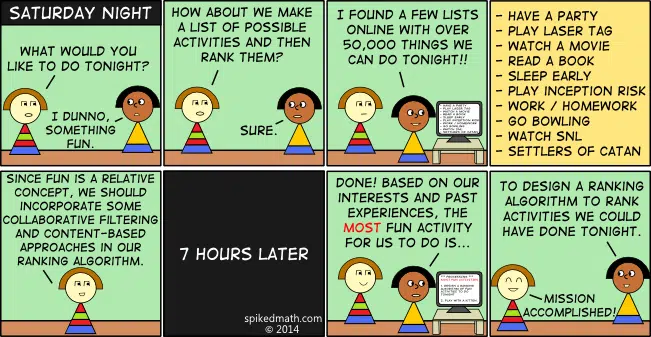 SATURDAY NIGHT
WHAT WOULD YOU
LIKE TO DO TONIGHT?
I DUNNO,
SOMETHING
FUN.
HOW ABOUT WE MAKE
A LIST OF POSSIBLE
ACTIVITIES AND THEN
RANK THEM?
SURE.
I FOUND A FEW LISTS
ONLINE WITH OVER
50,000 THINGS WE
CAN DO TONIGHT!!
- HAVE A PARTY
- PLAY LASER TAG
- WATCH A MOVIE
- READ A BOOK
- SLEEP EARLY
- PLAY INCEPTION RISK
- WORK / HOMEWORK
- GO BOWLING
- WATCH SNL
- SETTLERS OF CATAN
SINCE FUN IS A RELATIVE
CONCEPT, WE SHOULD
INCORPORATE SOME
COLLABORATIVE FILTERING
AND CONTENT-BASED
APPROACHES IN OUR
RANKING ALGORITHM.
7 HOURS LATER
spikedmath.com
© 2014
DONE! BASED ON OUR
INTERESTS AND PAST
EXPERIENCES, THE
MOST FUN ACTIVITY
FOR US TO DO IS...
TO DESIGN A RANKING
ALGORITHM TO RANK
ACTIVITIES WE COULD
HAVE DONE TONIGHT.
MISSION
ACCOMPLISHED!